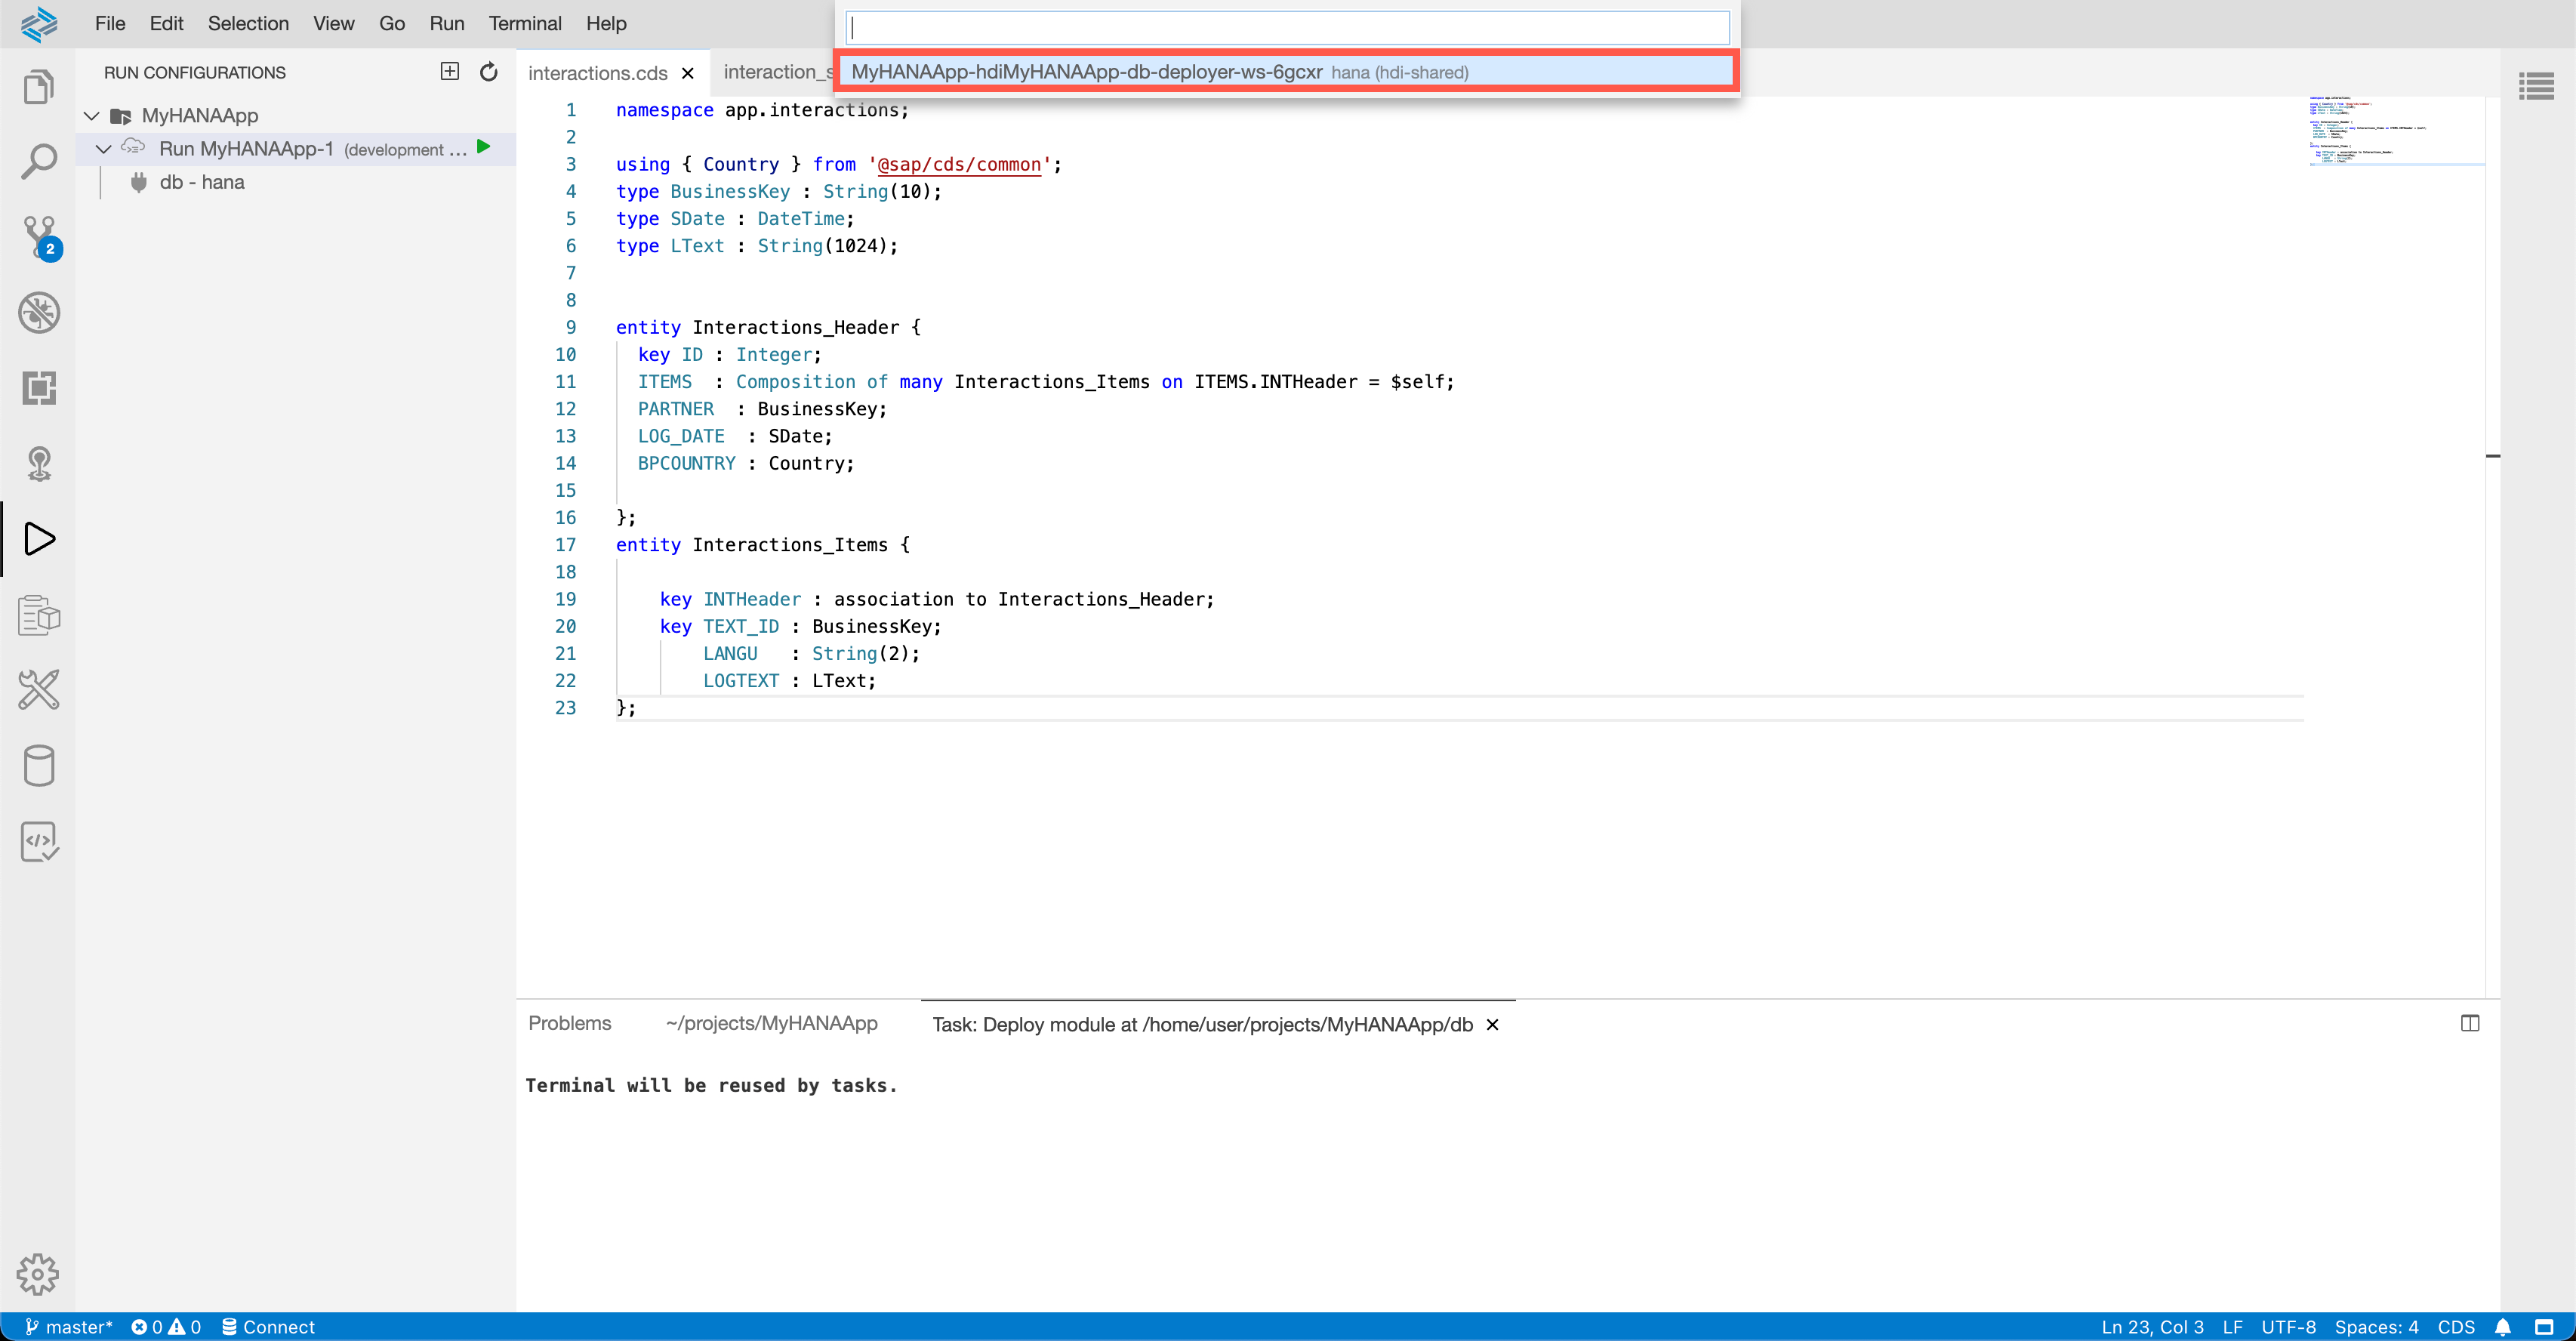 File Edit Selection View Go Run Terminal Help
RUN CONFIGURATIONS
MyHANAApp
Run MyHANAApp-1 (development ...
db - hana
2
interactions.cds
interaction_s
MyHANAApp-hdiMyHANAApp-db-deployer-ws-6gcxr hana (hdi-shared)
1 namespace app.interactions;
2
3 using { Country } from '@sap/cds/common';
4 type BusinessKey : String(10);
5 type SDate : DateTime;
6 type LText : String(1024);
7
8
9 entity Interactions_Header {
10 key ID : Integer;
11 ITEMS : Composition of many Interactions_Items on ITEMS.INTHeader = $self;
12 PARTNER : BusinessKey;
13 LOG_DATE : SDate;
14 BPCOUNTRY : Country;
15
16 };
17 entity Interactions_Items {
18
19 key INTHeader : association to Interactions_Header;
20 key TEXT_ID : BusinessKey;
21 LANGU : String(2);
22 LOGTEXT : LText;
23 };
Problems ~/projects/MyHANAApp Task: Deploy module at /home/user/projects/MyHANAApp/db
Terminal will be reused by tasks.
master* 0 0 Connect Ln 23, Col 3 LF UTF-8 Spaces: 4 CDS